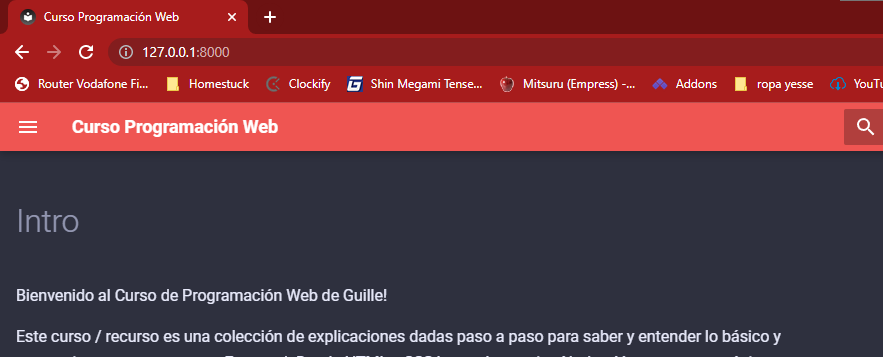 Curso Programación Web
127.0.0.1:8000
Router Vodafone Fi... Homestuck Clockify Shin Megami Tense... Mitsuru (Empress) -... Addons ropa yesse YouTu
Curso Programación Web
Intro
Bienvenido al Curso de Programación Web de Guille!
Este curso / recurso es una colección de explicaciones dadas paso a paso para saber y entender lo básico y